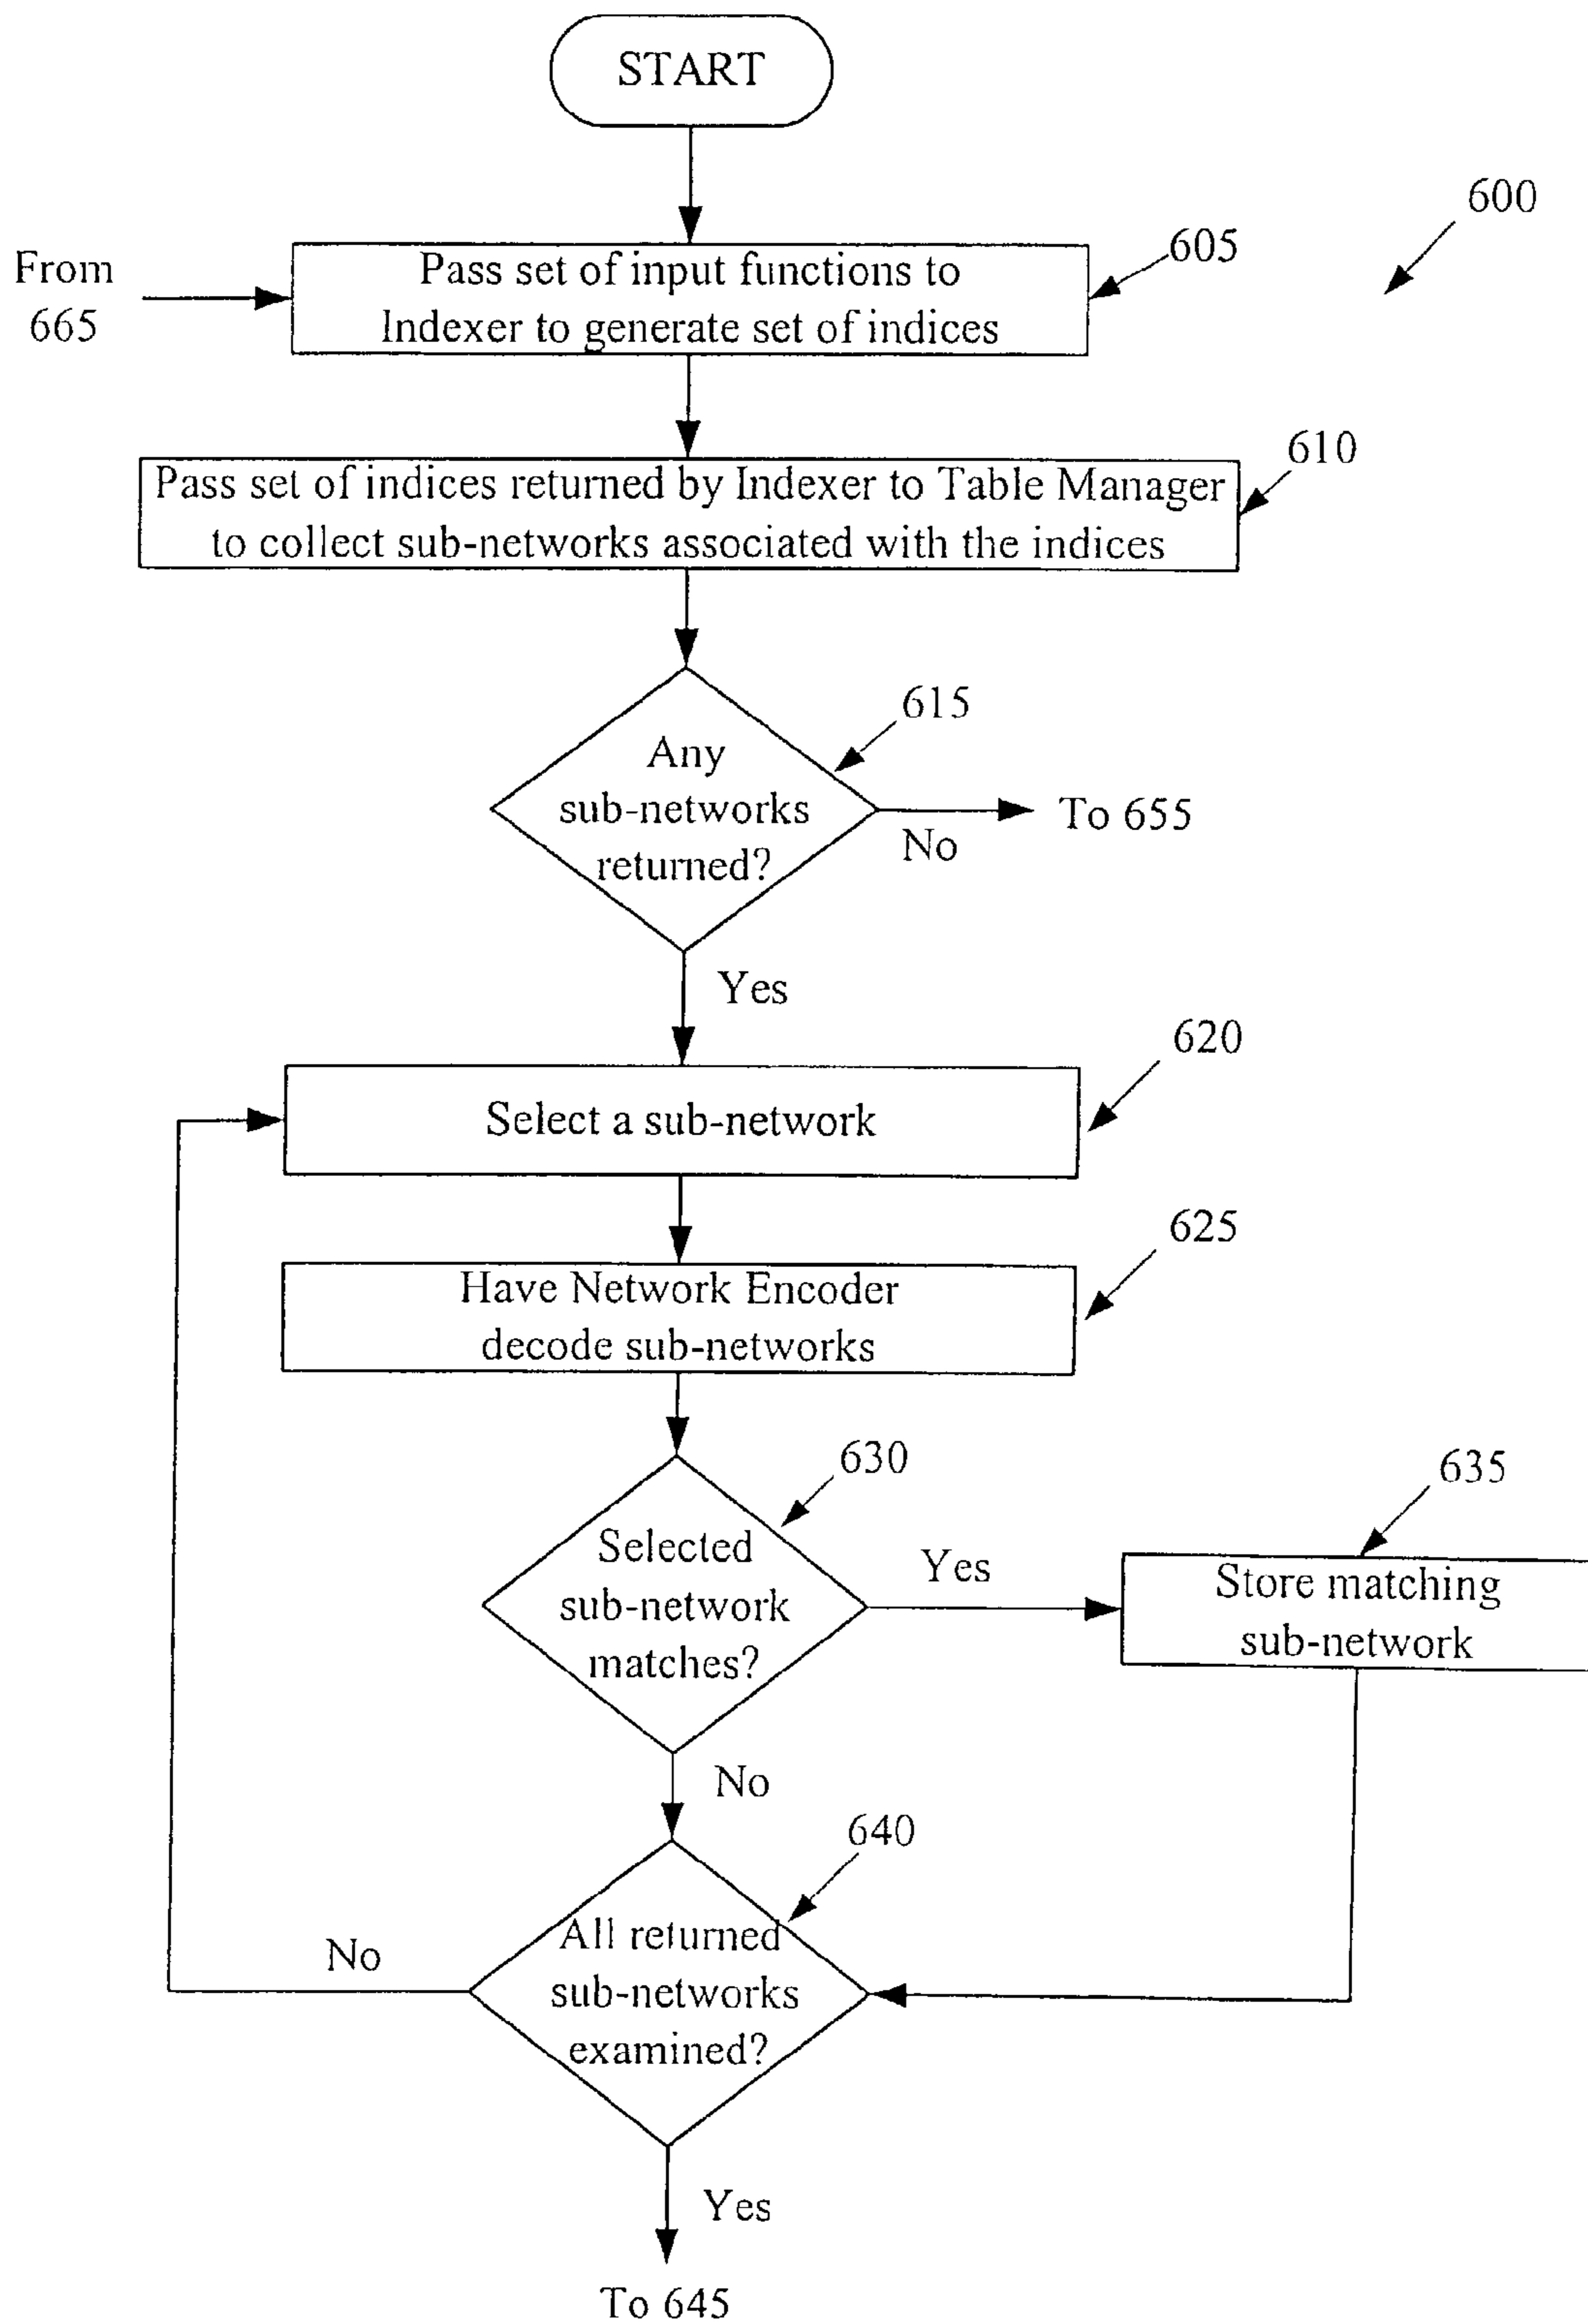 START
600
605
From
665
Pass set of input functions to
Indexer to generate set of indices
610
Pass set of indices returned by Indexer to Table Manager
to collect sub-networks associated with the indices
615
Any
sub-networks
returned?
No
To 655
Yes
620
Select a sub-network
625
Have Network Encoder
decode sub-networks
630
635
Selected
sub-network
matches?
Yes
Store matching
sub-network
No
640
All returned
sub-networks
examined?
No
Yes
To 645